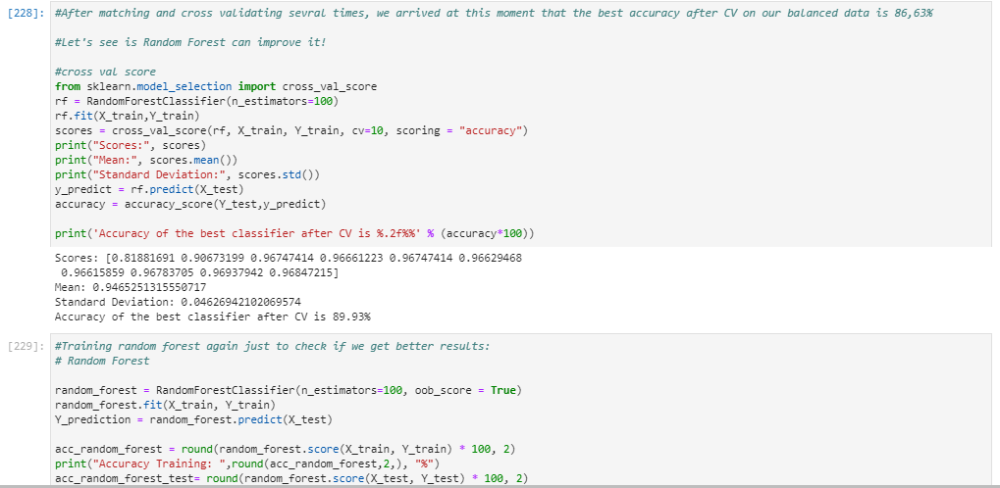 [228]: #After matching and cross validating sevral times, we arrived at this moment that the best accuracy after CV on our balanced data is 86,63%
#Let's see is Random Forest can improve it!
#cross val score
from sklearn.model_selection import cross_val_score
rf = RandomForestClassifier(n_estimators=100)
rf.fit(X_train,Y_train)
scores = cross_val_score(rf, X_train, Y_train, cv=10, scoring = "accuracy")
print("Scores:", scores)
print("Mean:", scores.mean())
print("Standard Deviation:", scores.std())
y_predict = rf.predict(X_test)
accuracy = accuracy_score(Y_test,y_predict)
print('Accuracy of the best classifier after CV is %.2f%%' % (accuracy*100))
Scores: [0.81881691 0.90673199 0.96747414 0.96661223 0.96747414 0.96629468
0.96615859 0.96783705 0.96937942 0.96847215]
Mean: 0.9465251315550717
Standard Deviation: 0.04626942102069574
Accuracy of the best classifier after CV is 89.93%
[229]: #Training random forest again just to check if we get better results:
# Random Forest
random_forest = RandomForestClassifier(n_estimators=100, oob_score = True)
random_forest.fit(X_train, Y_train)
Y_prediction = random_forest.predict(X_test)
acc_random_forest = round(random_forest.score(X_train, Y_train) * 100, 2)
print("Accuracy Training: ",round(acc_random_forest,2,), "%")
acc_random_forest_test= round(random_forest.score(X_test, Y_test) * 100, 2)